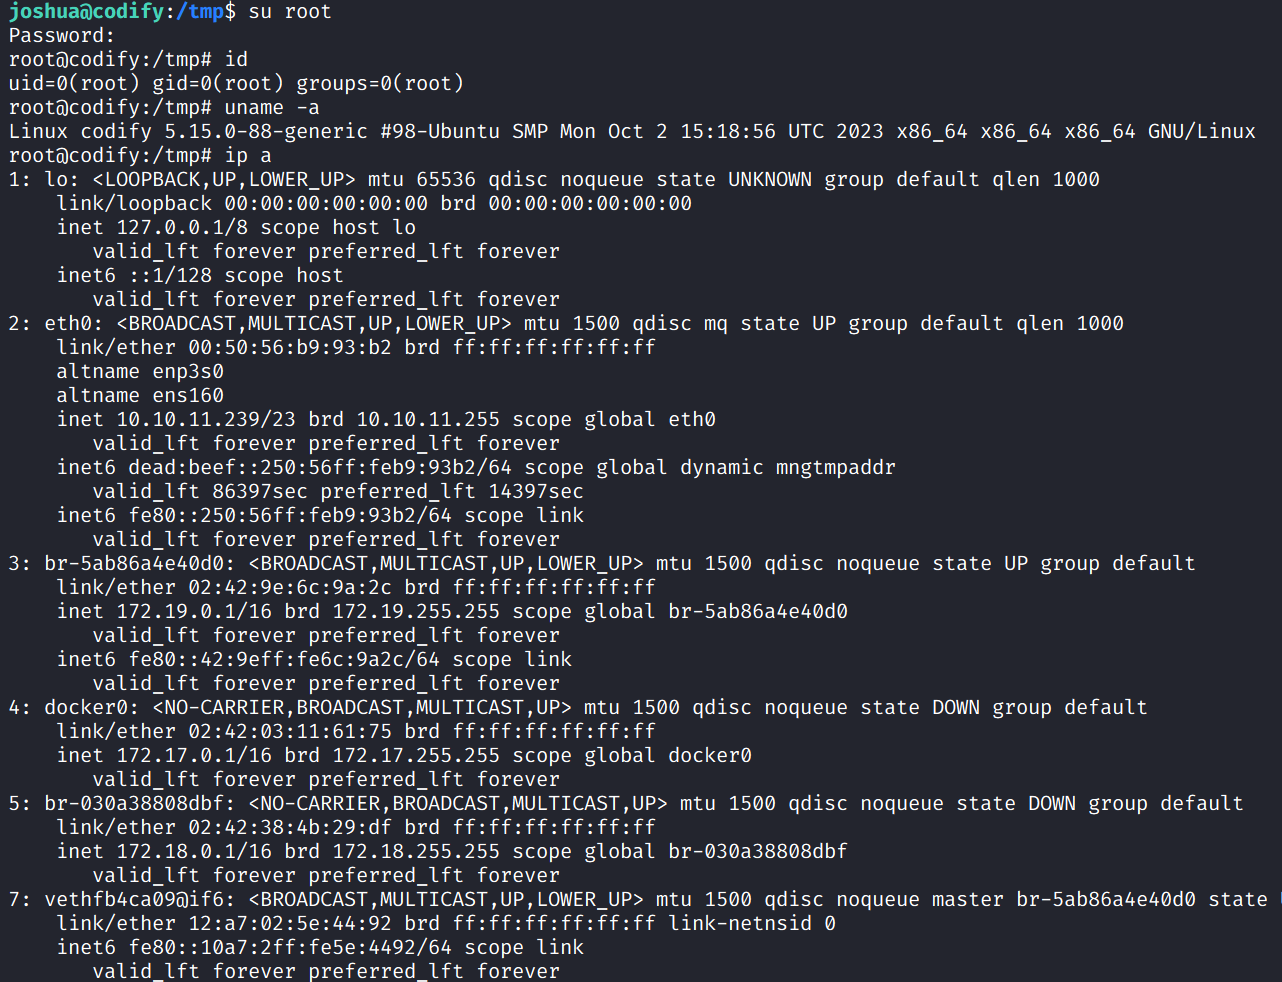 joshua@codify:/tmp$ su root
Password:
root@codify:/tmp# id
uid=0(root) gid=0(root) groups=0(root)
root@codify:/tmp# uname -a
Linux codify 5.15.0-88-generic #98-Ubuntu SMP Mon Oct 2 15:18:56 UTC 2023 x86_64 x86_64 x86_64 GNU/Linux
root@codify:/tmp# ip a
1: lo: <LOOPBACK,UP,LOWER_UP> mtu 65536 qdisc noqueue state UNKNOWN group default qlen 1000
    link/loopback 00:00:00:00:00:00 brd 00:00:00:00:00:00
    inet 127.0.0.1/8 scope host lo
       valid_lft forever preferred_lft forever
    inet6 ::1/128 scope host
       valid_lft forever preferred_lft forever
2: eth0: <BROADCAST,MULTICAST,UP,LOWER_UP> mtu 1500 qdisc mq state UP group default qlen 1000
    link/ether 00:50:56:b9:93:b2 brd ff:ff:ff:ff:ff:ff
    altname enp3s0
    altname ens160
    inet 10.10.11.239/23 brd 10.10.11.255 scope global eth0
       valid_lft forever preferred_lft forever
    inet6 dead:beef::250:56ff:feb9:93b2/64 scope global dynamic mngtmpaddr
       valid_lft 86397sec preferred_lft 14397sec
    inet6 fe80::250:56ff:feb9:93b2/64 scope link
       valid_lft forever preferred_lft forever
3: br-5ab86a4e40d0: <BROADCAST,MULTICAST,UP,LOWER_UP> mtu 1500 qdisc noqueue state UP group default
    link/ether 02:42:9e:6c:9a:2c brd ff:ff:ff:ff:ff:ff
    inet 172.19.0.1/16 brd 172.19.255.255 scope global br-5ab86a4e40d0
       valid_lft forever preferred_lft forever
    inet6 fe80::42:9eff:fe6c:9a2c/64 scope link
       valid_lft forever preferred_lft forever
4: docker0: <NO-CARRIER,BROADCAST,MULTICAST,UP> mtu 1500 qdisc noqueue state DOWN group default
    link/ether 02:42:03:11:61:75 brd ff:ff:ff:ff:ff:ff
    inet 172.17.0.1/16 brd 172.17.255.255 scope global docker0
       valid_lft forever preferred_lft forever
5: br-030a38808dbf: <NO-CARRIER,BROADCAST,MULTICAST,UP> mtu 1500 qdisc noqueue state DOWN group default
    link/ether 02:42:38:4b:29:df brd ff:ff:ff:ff:ff:ff
    inet 172.18.0.1/16 brd 172.18.255.255 scope global br-030a38808dbf
       valid_lft forever preferred_lft forever
7: vethfb4ca09@if6: <BROADCAST,MULTICAST,UP,LOWER_UP> mtu 1500 qdisc noqueue master br-5ab86a4e40d0 state
    link/ether 12:a7:02:5e:44:92 brd ff:ff:ff:ff:ff:ff link-netnsid 0
    inet6 fe80::10a7:2ff:fe5e:4492/64 scope link
       valid_lft forever preferred_lft forever